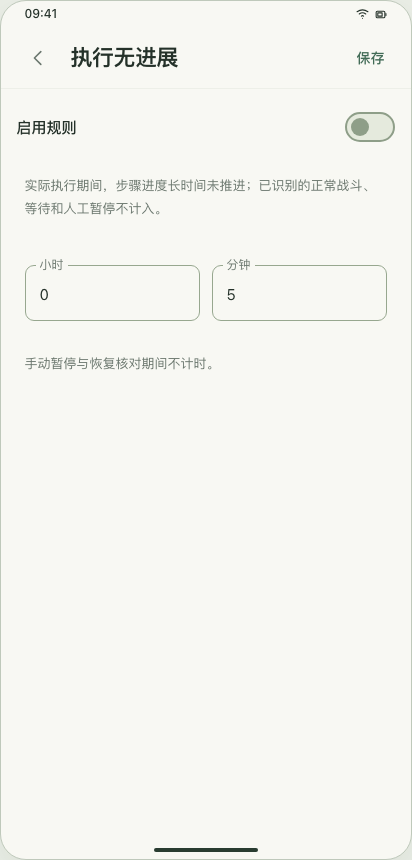 09:41
执行无进展
保存
启用规则
实际执行期间，步骤进度长时间未推进；已识别的正常战斗、
等待和人工暂停不计入。
小时
分钟
0
5
手动暂停与恢复核对期间不计时。